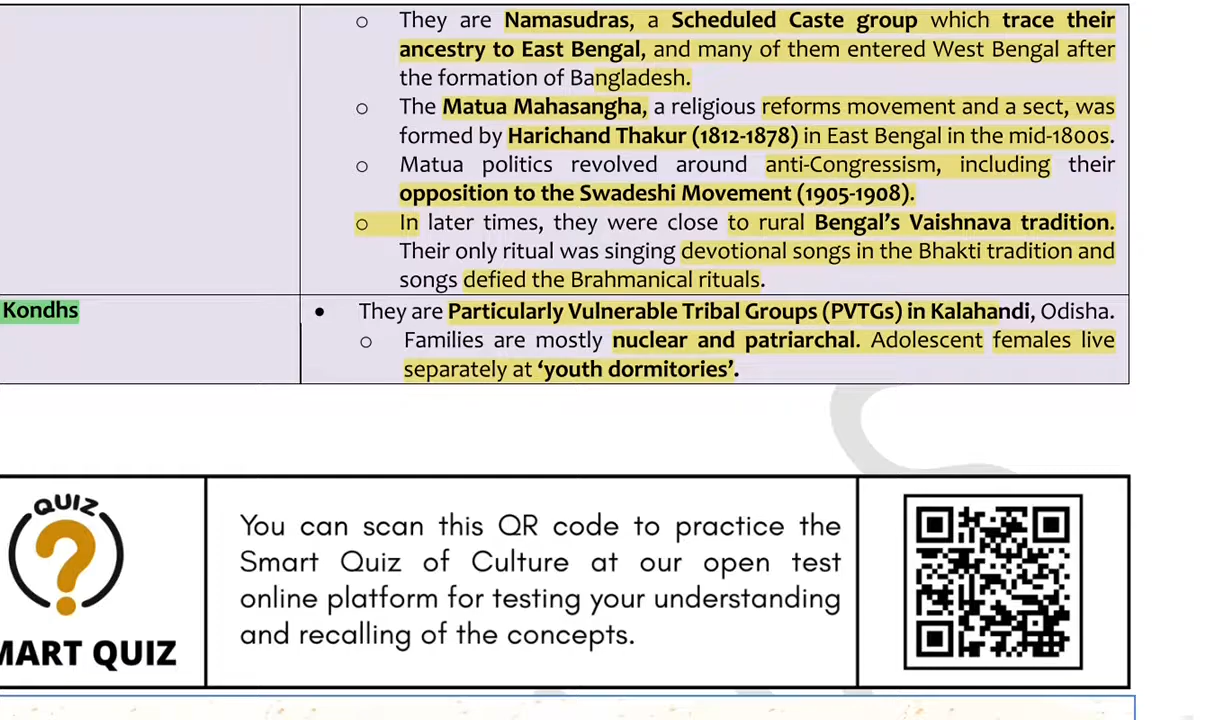 o They are Namasudras, a Scheduled Caste group which trace their
ancestry to East Bengal, and many of them entered West Bengal after
the formation of Bangladesh.
o The Matua Mahasangha, a religious reforms movement and a sect, was
formed by Harichand Thakur (1812-1878) in East Bengal in the mid-1800s.
o Matua politics revolved around anti-Congressism, including their
opposition to the Swadeshi Movement (1905-1908).
o In later times, they were close to rural Bengal’s Vaishnava tradition.
Their only ritual was singing devotional songs in the Bhakti tradition and
songs defied the Brahmanical rituals.
Kondhs
• They are Particularly Vulnerable Tribal Groups (PVTGs) in Kalahandi, Odisha.
o Families are mostly nuclear and patriarchal. Adolescent females live
separately at ‘youth dormitories’.
QUIZ
?
MART QUIZ
You can scan this QR code to practice the
Smart Quiz of Culture at our open test
online platform for testing your understanding
and recalling of the concepts.